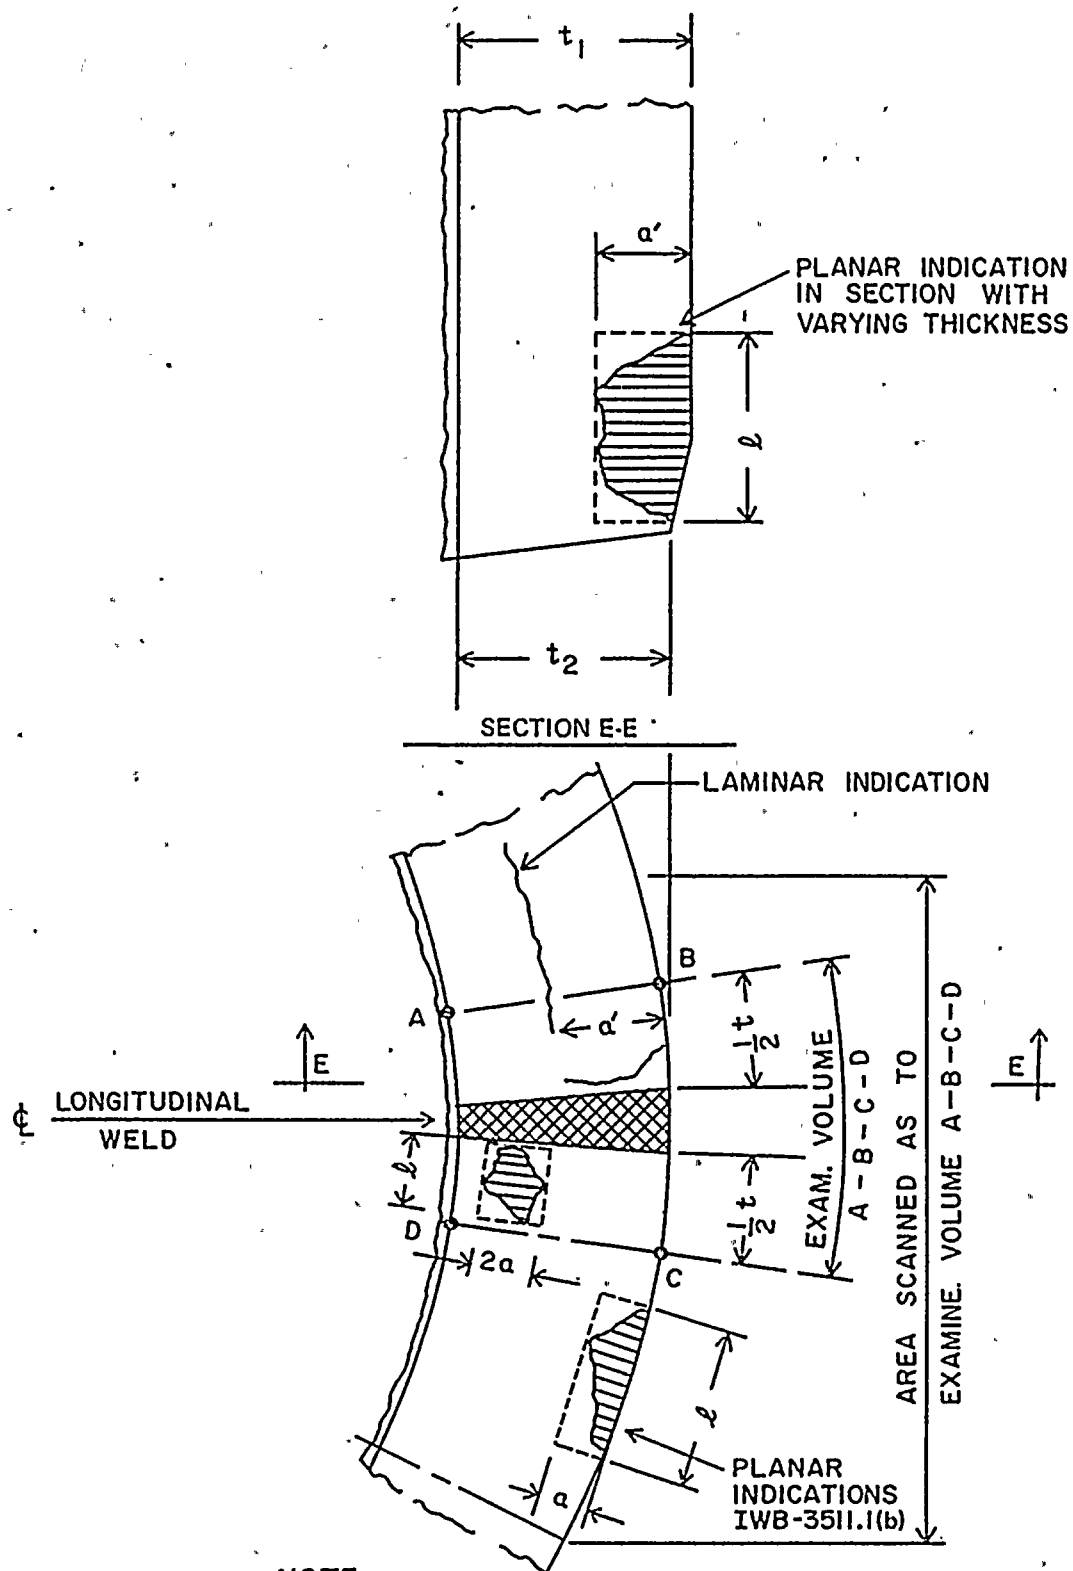 t1
a′
PLANAR INDICATION
IN SECTION WITH
VARYING THICKNESS
ℓ
t2
SECTION E-E
LAMINAR INDICATION
B
A
a′
1/2 t
E
E
LONGITUDINAL
WELD
℄
ℓ
D
2a
C
1/2 t
EXAM. VOLUME
A-B-C-D
AREA SCANNED AS TO
EXAMINE. VOLUME A-B-C-D
ℓ
a
PLANAR
INDICATIONS
IWB-3511.1(b)
NOTE